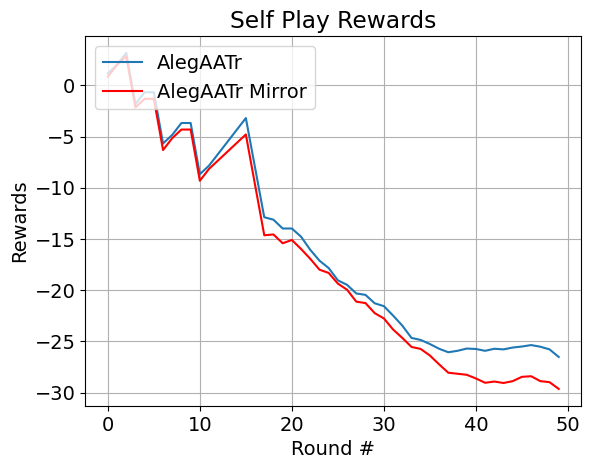 Self Play Rewards
AlegAATr
AlegAATr Mirror
Rewards
0
−5
−10
−15
−20
−25
−30
0 10 20 30 40 50
Round #